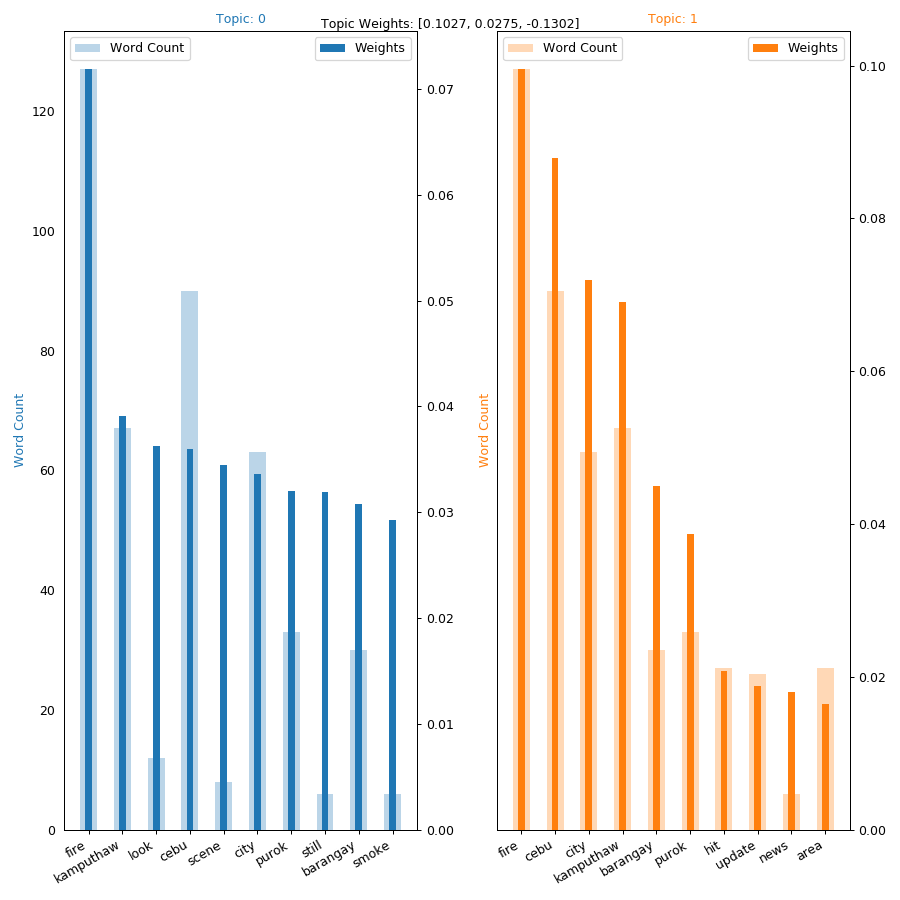 Topic: 0
Topic Weights: [0.1027, 0.0275, -0.1302]
Topic: 1
Word Count
Weights
Word Count
Weights
120
100
80
60
40
20
0
Word Count
0.07
0.06
0.05
0.04
0.03
0.02
0.01
0.00
fire
kamputhaw
look
cebu
scene
city
purok
still
barangay
smoke
Word Count
0.10
0.08
0.06
0.04
0.02
0.00
fire
cebu
city
kamputhaw
barangay
purok
hit
update
news
area